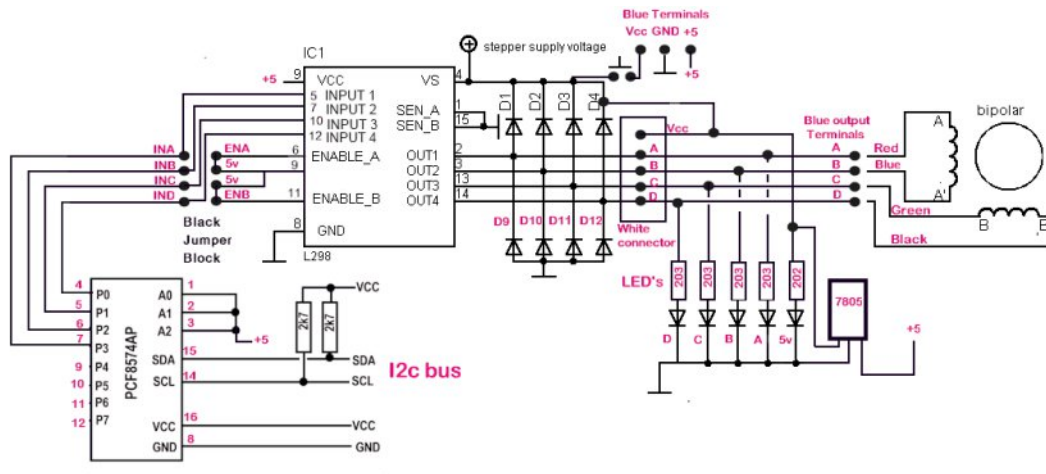 Blue Terminals
Vcc GND +5
stepper supply voltage
+5
IC1
+5
9 VCC VS 4
5 INPUT 1
7 INPUT 2
10 INPUT 3
12 INPUT 4
SEN_A 1
SEN_B 15
6 ENABLE_A
9
11 ENABLE_B
OUT1 2
OUT2 3
OUT3 13
OUT4 14
8 GND
L298
INA
INB
INC
IND
ENA
5v
5v
ENB
Black
Jumper
Block
D1
D2
D3
D4
D9
D10
D11
D12
Vcc
A
B
C
D
White
connector
Blue output
Terminals
A
B
C
D
Red
Blue
Green
Black
A
A'
bipolar
B
B
LED's
203
203
203
203
202
D
C
B
A
5v
7805
+5
PCF8574AP
4 P0
5 P1
6 P2
7 P3
9 P4
10 P5
11 P6
12 P7
A0 1
A1 2
A2 3
+5
SDA 15
SCL 14
VCC 16
GND 8
2k7
2k7
VCC
SDA
SCL
I2c bus
VCC
GND